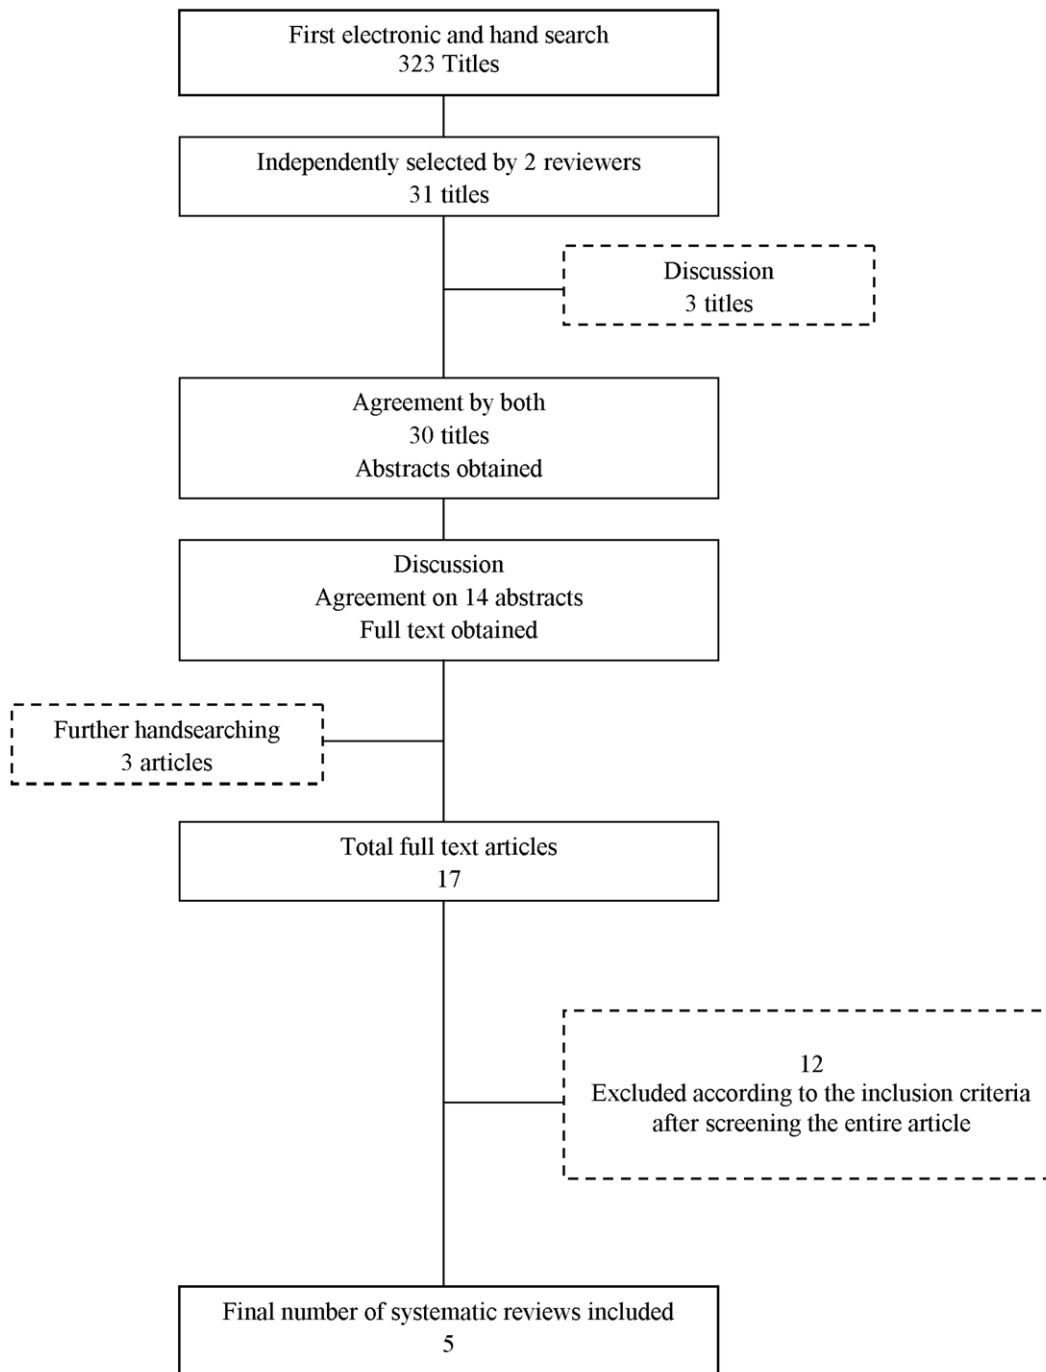 First electronic and hand search
323 Titles
Independently selected by 2 reviewers
31 titles
Discussion
3 titles
Agreement by both
30 titles
Abstracts obtained
Discussion
Agreement on 14 abstracts
Full text obtained
Further handsearching
3 articles
Total full text articles
17
12
Excluded according to the inclusion criteria
after screening the entire article
Final number of systematic reviews included
5